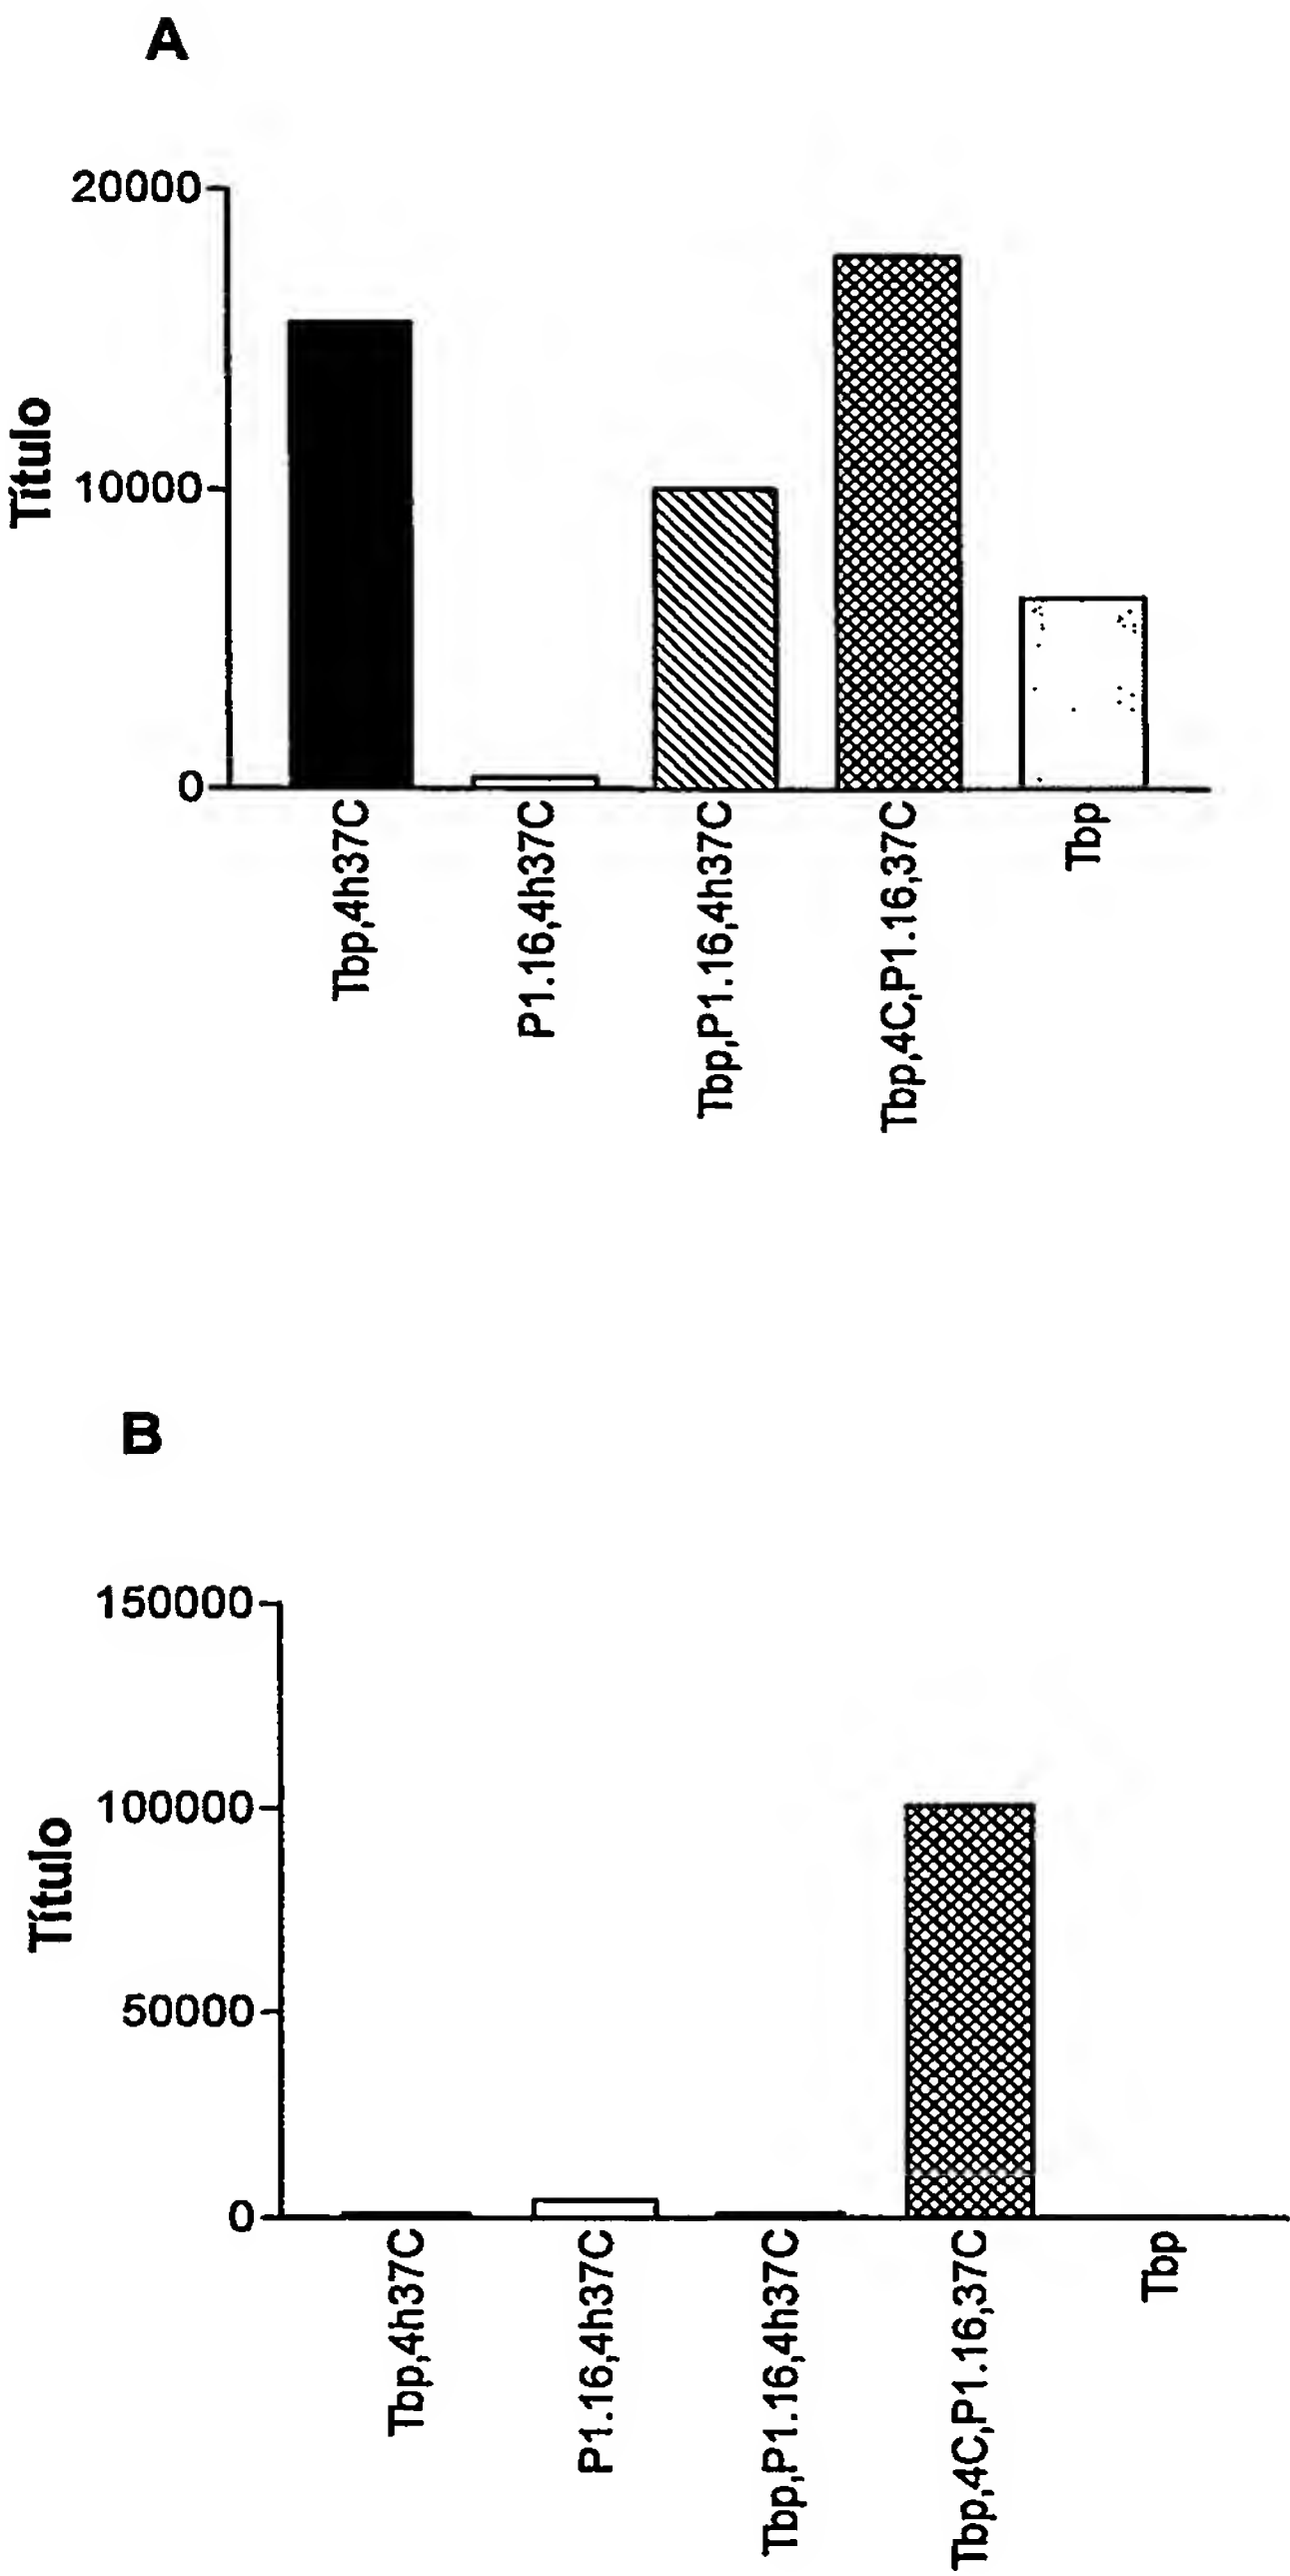 A
20000
10000
0
Título
Tbp,4h37C
P1.16,4h37C
Tbp,P1.16,4h37C
Tbp,4C,P1.16,37C
Tbp
B
150000
100000
50000
0
Título
Tbp,4h37C
P1.16,4h37C
Tbp,P1.16,4h37C
Tbp,4C,P1.16,37C
Tbp